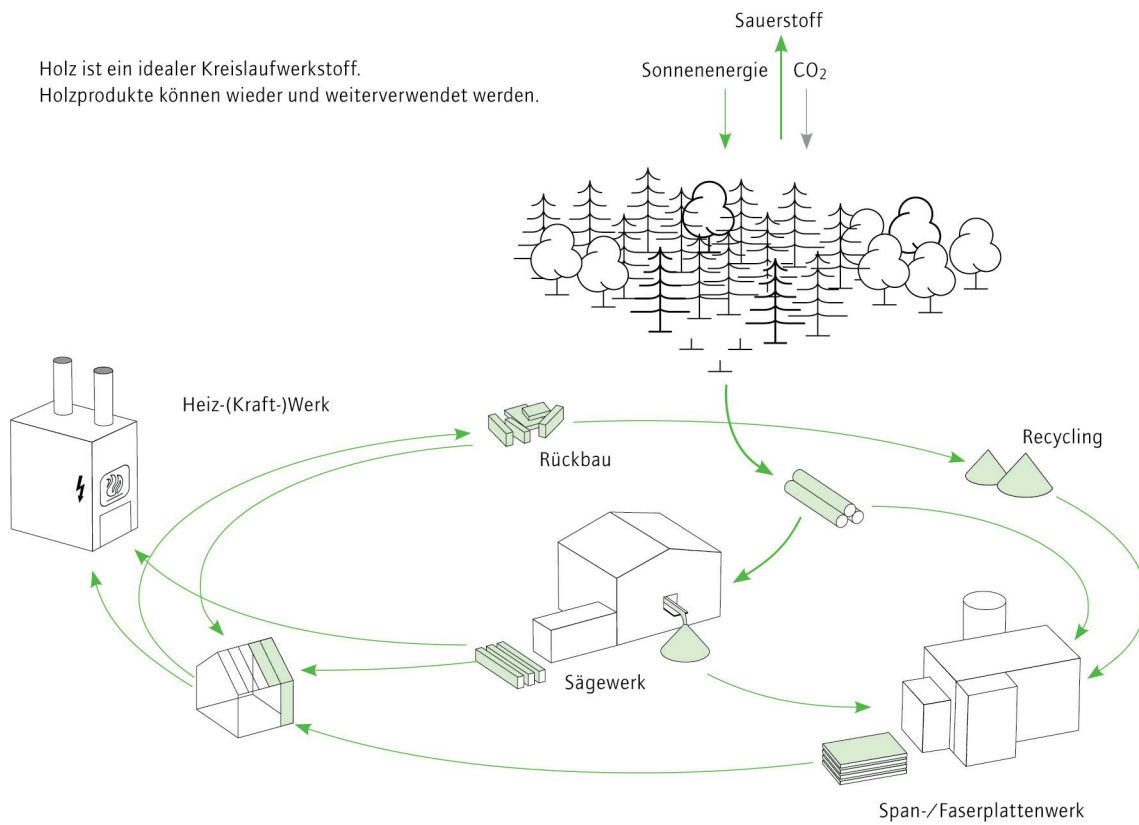 Holz ist ein idealer Kreislaufwerkstoff.
Holzprodukte können wieder und weiterverwendet werden.
Sauerstoff
Sonnenenergie
CO₂
Heiz-(Kraft-)Werk
Rückbau
Recycling
Sägewerk
Span-/Faserplattenwerk